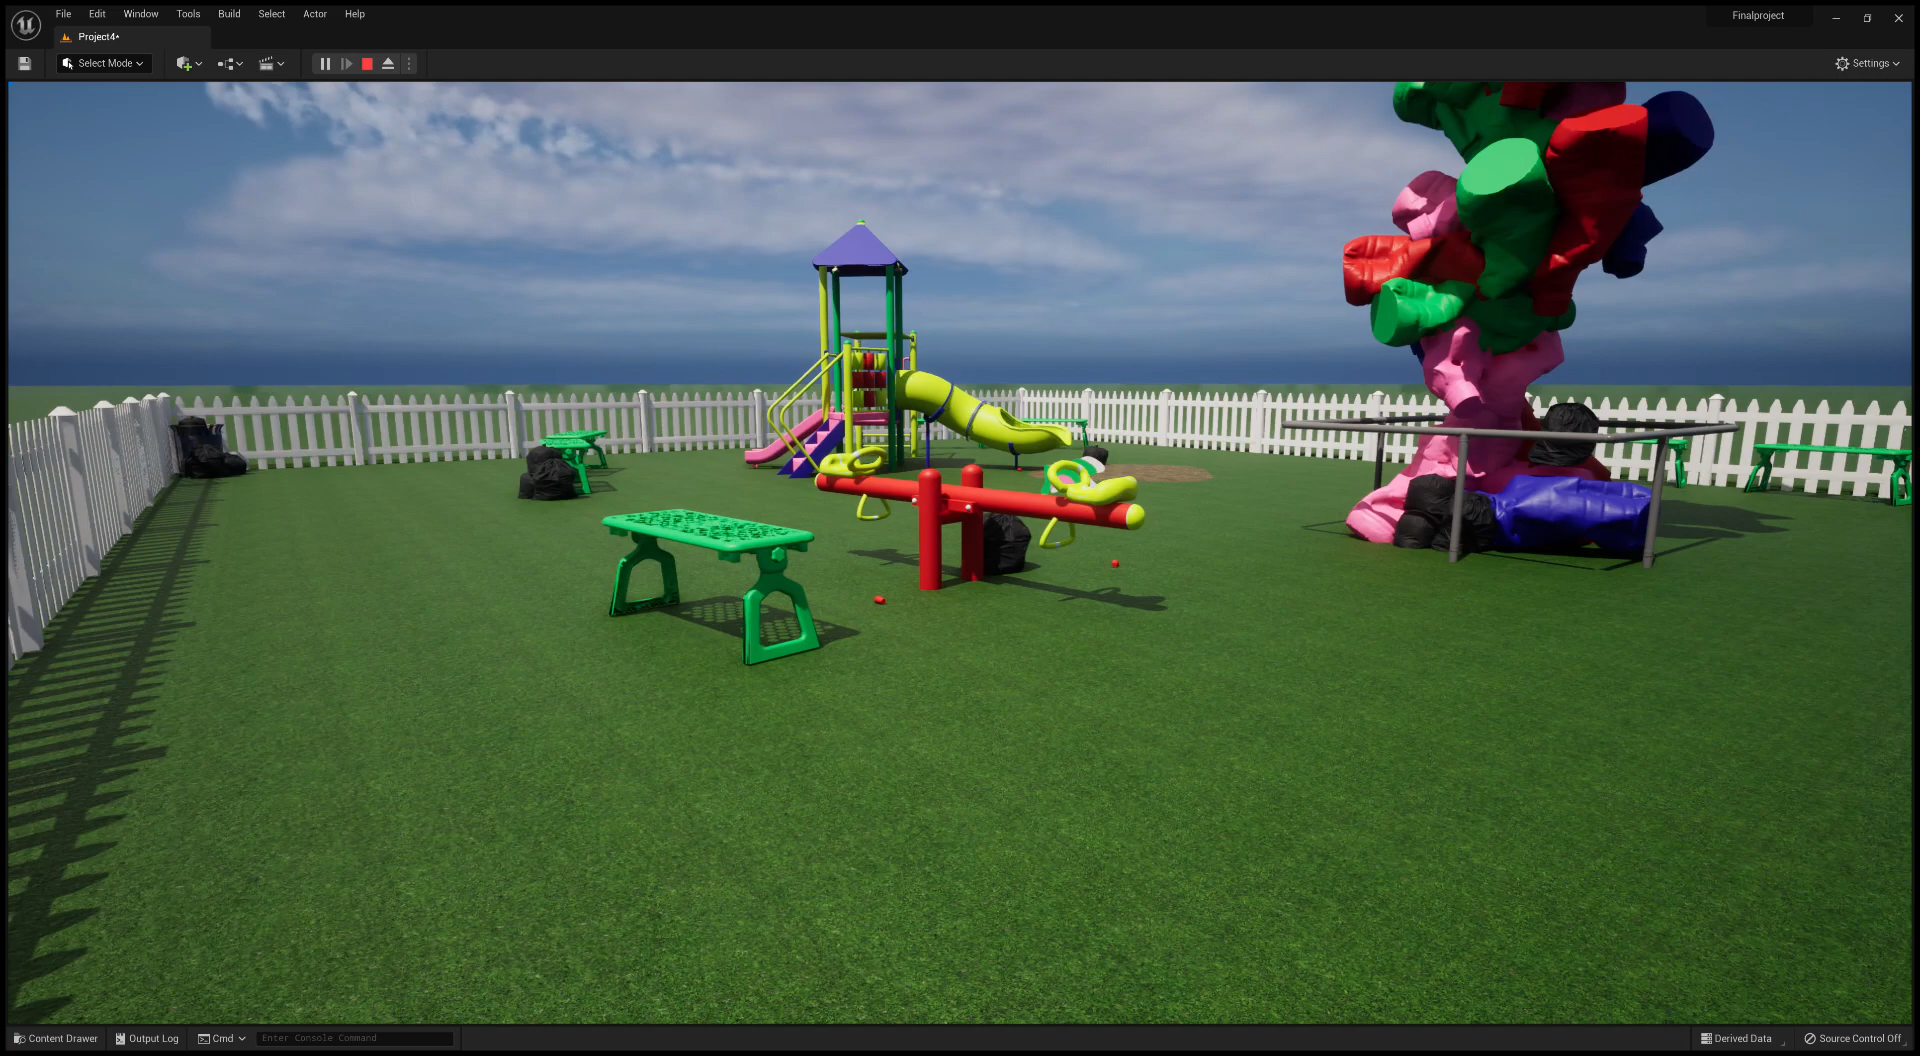 File Edit Window Tools Build Select Actor Help
Finalproject
Project4*
Select Mode
Settings
Content Drawer Output Log Cmd Enter Console Command
Derived Data Source Control Off